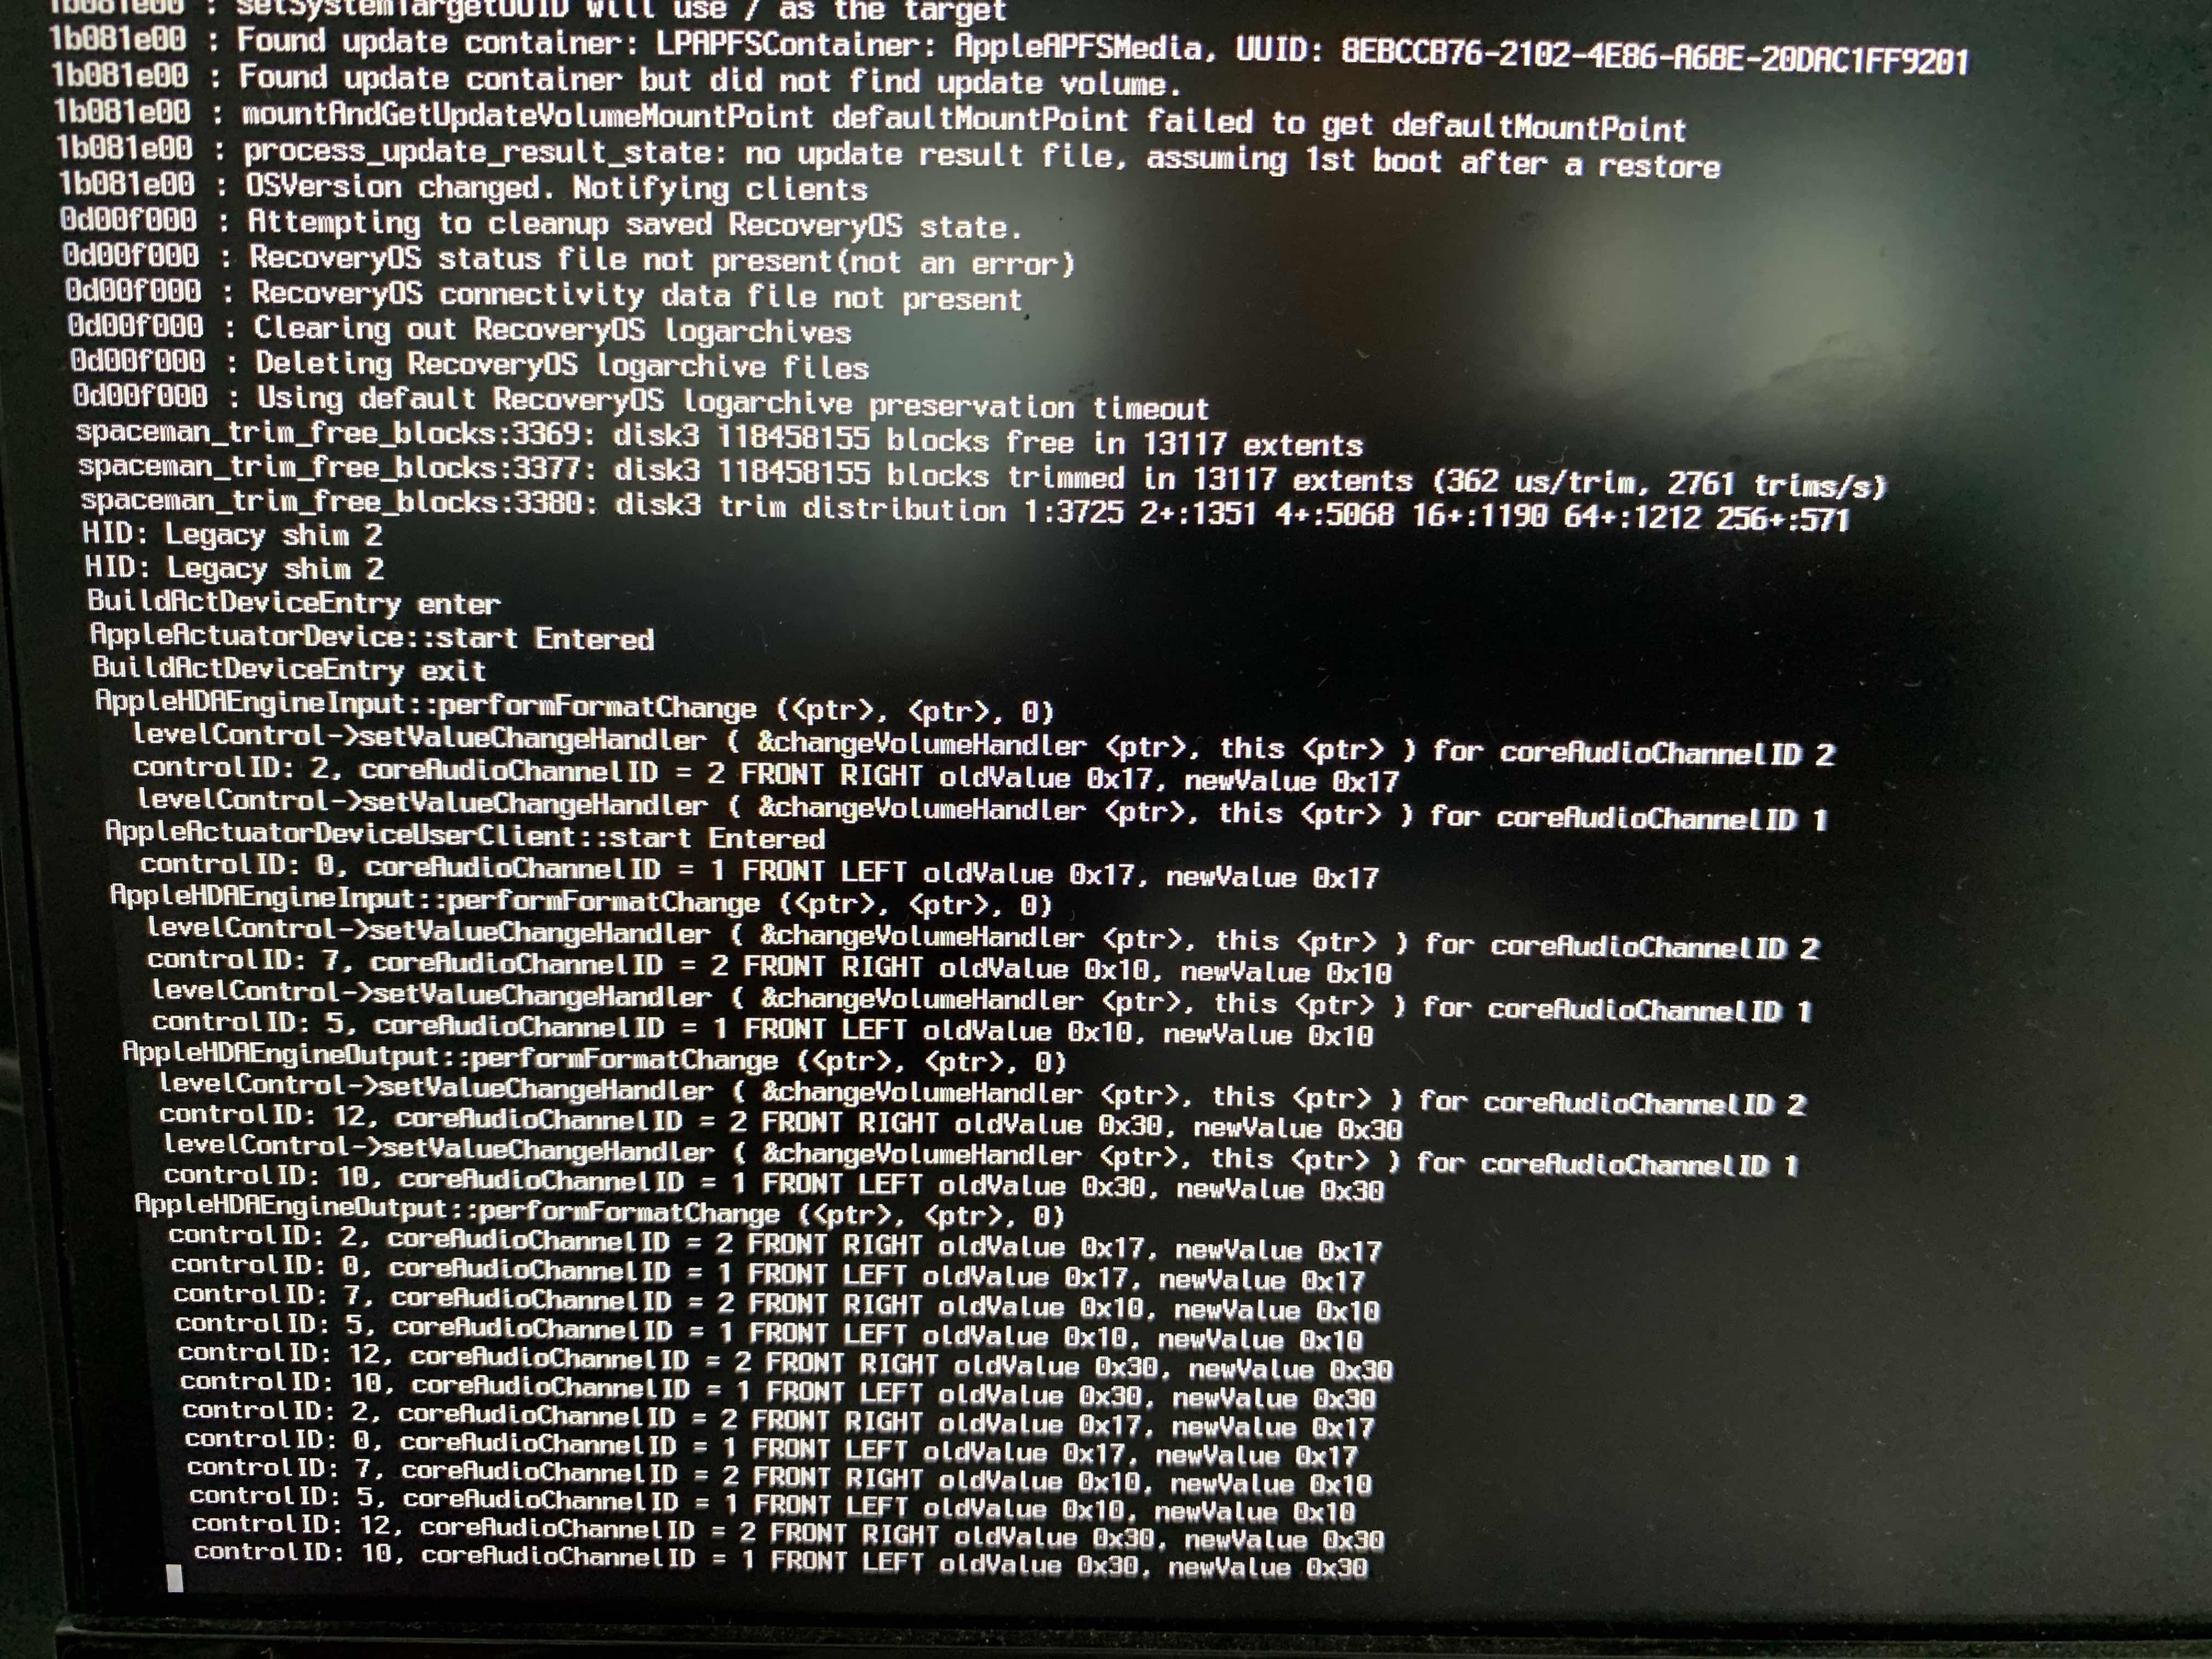 1b081e00 : setSystemTargetUUID will use / as the target
1b081e00 : Found update container: LPAPFSContainer: AppleAPFSMedia, UUID: 8EBCCB76-2102-4E86-A6BE-20DAC1FF9201
1b081e00 : Found update container but did not find update volume.
1b081e00 : mountAndGetUpdateVolumeMountPoint defaultMountPoint failed to get defaultMountPoint
1b081e00 : process_update_result_state: no update result file, assuming 1st boot after a restore
1b081e00 : OSVersion changed. Notifying clients
0d00f000 : Attempting to cleanup saved RecoveryOS state.
0d00f000 : RecoveryOS status file not present(not an error)
0d00f000 : RecoveryOS connectivity data file not present
0d00f000 : Clearing out RecoveryOS logarchives
0d00f000 : Deleting RecoveryOS logarchive files
0d00f000 : Using default RecoveryOS logarchive preservation timeout
spaceman_trim_free_blocks:3369: disk3 118458155 blocks free in 13117 extents
spaceman_trim_free_blocks:3377: disk3 118458155 blocks trimmed in 13117 extents (362 us/trim, 2761 trims/s)
spaceman_trim_free_blocks:3380: disk3 trim distribution 1:3725 2+:1351 4+:5068 16+:1190 64+:1212 256+:571
HID: Legacy shim 2
HID: Legacy shim 2
BuildActDeviceEntry enter
AppleActuatorDevice::start Entered
BuildActDeviceEntry exit
AppleHDAEngineInput::performFormatChange (<ptr>, <ptr>, 0)
levelControl->setValueChangeHandler ( &changeVolumeHandler <ptr>, this <ptr> ) for coreAudioChannelID 2
controlID: 2, coreAudioChannelID = 2 FRONT RIGHT oldValue 0x17, newValue 0x17
levelControl->setValueChangeHandler ( &changeVolumeHandler <ptr>, this <ptr> ) for coreAudioChannelID 1
AppleActuatorDeviceUserClient::start Entered
controlID: 0, coreAudioChannelID = 1 FRONT LEFT oldValue 0x17, newValue 0x17
AppleHDAEngineInput::performFormatChange (<ptr>, <ptr>, 0)
levelControl->setValueChangeHandler ( &changeVolumeHandler <ptr>, this <ptr> ) for coreAudioChannelID 2
controlID: 7, coreAudioChannelID = 2 FRONT RIGHT oldValue 0x10, newValue 0x10
levelControl->setValueChangeHandler ( &changeVolumeHandler <ptr>, this <ptr> ) for coreAudioChannelID 1
controlID: 5, coreAudioChannelID = 1 FRONT LEFT oldValue 0x10, newValue 0x10
AppleHDAEngineOutput::performFormatChange (<ptr>, <ptr>, 0)
levelControl->setValueChangeHandler ( &changeVolumeHandler <ptr>, this <ptr> ) for coreAudioChannelID 2
controlID: 12, coreAudioChannelID = 2 FRONT RIGHT oldValue 0x30, newValue 0x30
levelControl->setValueChangeHandler ( &changeVolumeHandler <ptr>, this <ptr> ) for coreAudioChannelID 1
controlID: 10, coreAudioChannelID = 1 FRONT LEFT oldValue 0x30, newValue 0x30
AppleHDAEngineOutput::performFormatChange (<ptr>, <ptr>, 0)
controlID: 2, coreAudioChannelID = 2 FRONT RIGHT oldValue 0x17, newValue 0x17
controlID: 0, coreAudioChannelID = 1 FRONT LEFT oldValue 0x17, newValue 0x17
controlID: 7, coreAudioChannelID = 2 FRONT RIGHT oldValue 0x10, newValue 0x10
controlID: 5, coreAudioChannelID = 1 FRONT LEFT oldValue 0x10, newValue 0x10
controlID: 12, coreAudioChannelID = 2 FRONT RIGHT oldValue 0x30, newValue 0x30
controlID: 10, coreAudioChannelID = 1 FRONT LEFT oldValue 0x30, newValue 0x30
controlID: 2, coreAudioChannelID = 2 FRONT RIGHT oldValue 0x17, newValue 0x17
controlID: 0, coreAudioChannelID = 1 FRONT LEFT oldValue 0x17, newValue 0x17
controlID: 7, coreAudioChannelID = 2 FRONT RIGHT oldValue 0x10, newValue 0x10
controlID: 5, coreAudioChannelID = 1 FRONT LEFT oldValue 0x10, newValue 0x10
controlID: 12, coreAudioChannelID = 2 FRONT RIGHT oldValue 0x30, newValue 0x30
controlID: 10, coreAudioChannelID = 1 FRONT LEFT oldValue 0x30, newValue 0x30